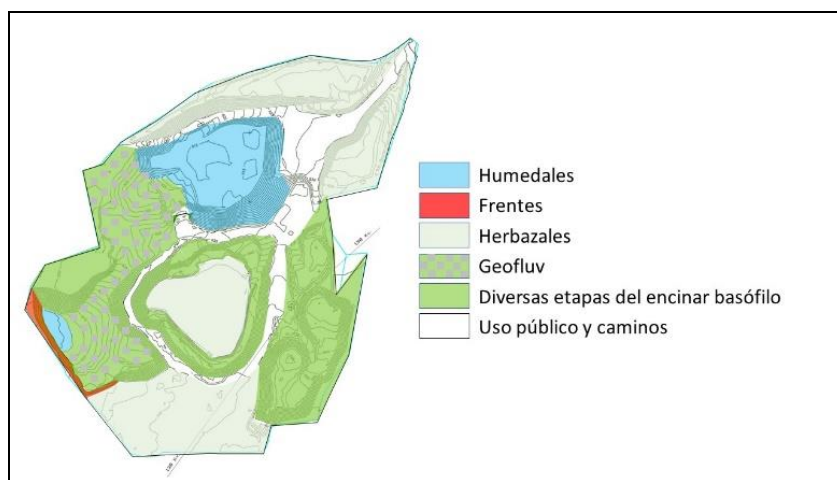 Humedales
Frentes
Herbazales
Geofluv
Diversas etapas del encinar basófilo
Uso público y caminos